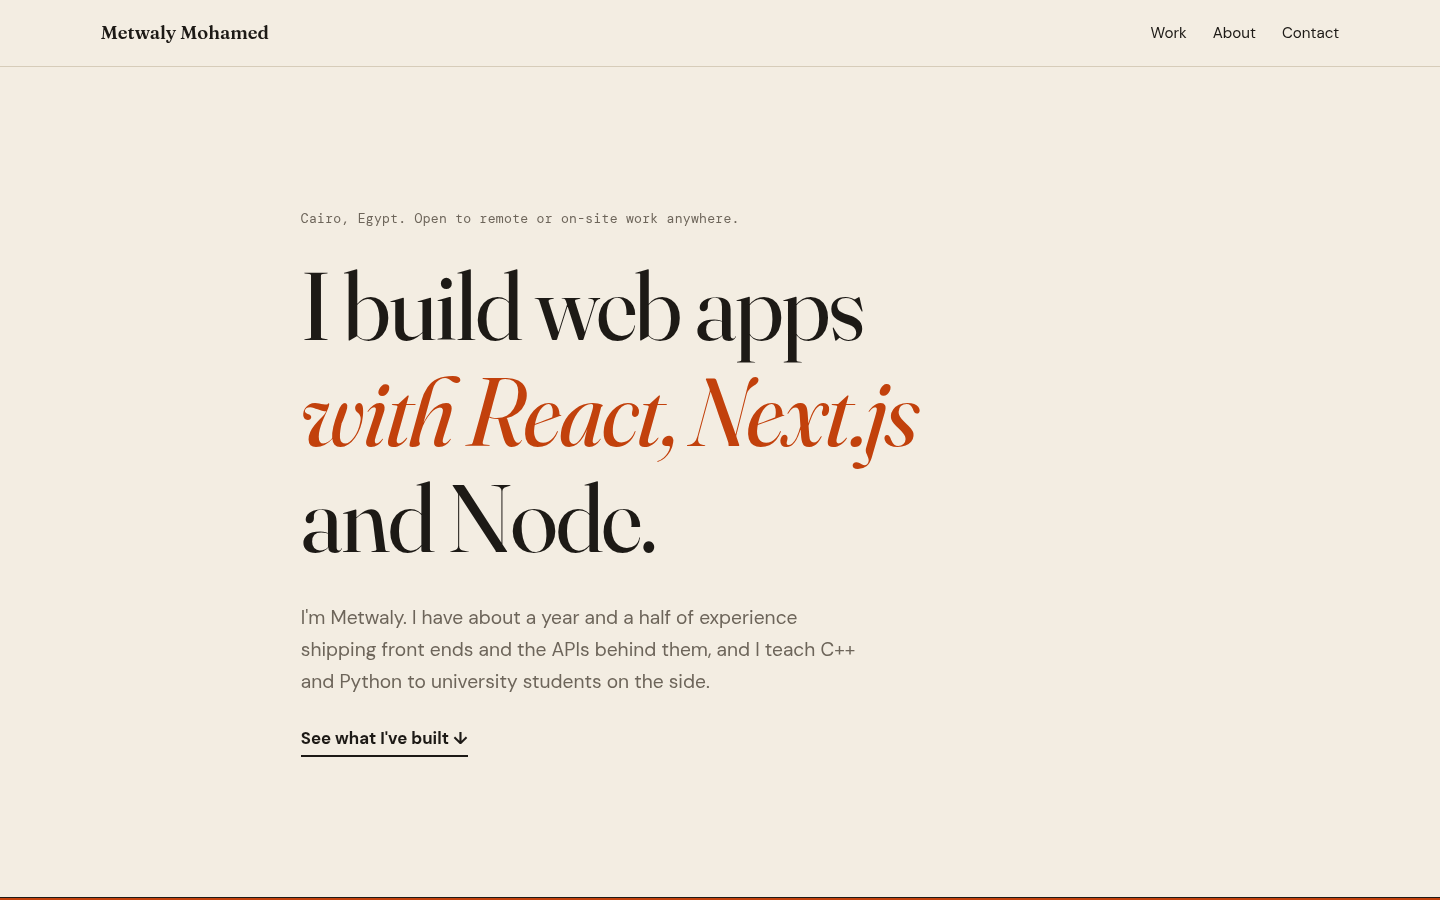 Metwaly Mohamed
Work About Contact
Cairo, Egypt. Open to remote or on-site work anywhere.
I build web apps
with React, Next.js
and Node.
I'm Metwaly. I have about a year and a half of experience
shipping front ends and the APIs behind them, and I teach C++
and Python to university students on the side.
See what I've built ↓